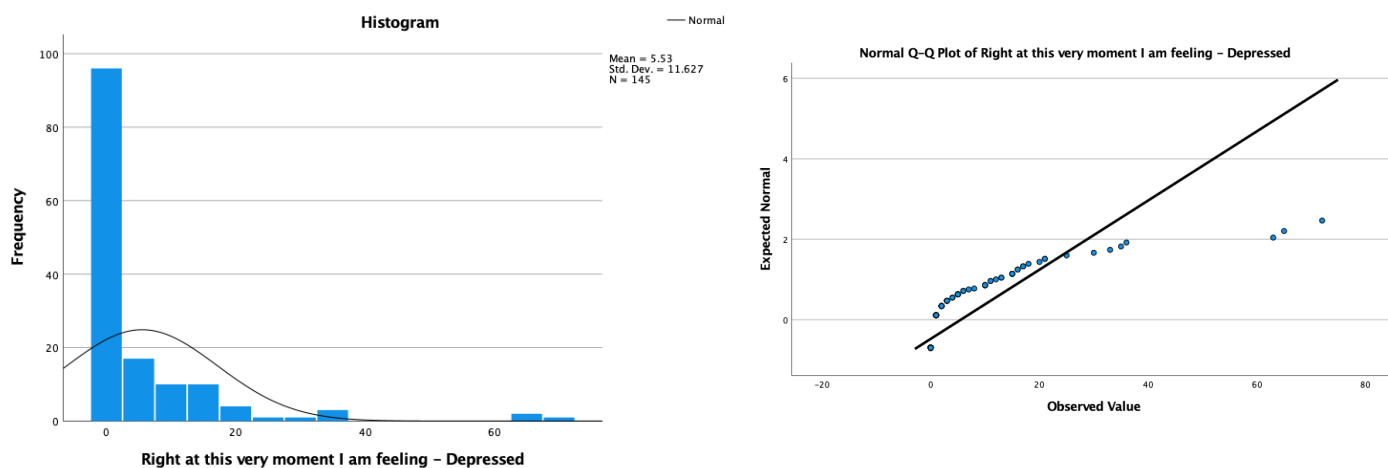 Histogram
Normal
Mean = 5.53
Std. Dev. = 11.627
N = 145
Frequency
100
80
60
40
20
0
0 20 40 60
Right at this very moment I am feeling – Depressed
Normal Q–Q Plot of Right at this very moment I am feeling – Depressed
Expected Normal
6
4
2
0
-20 0 20 40 60 80
Observed Value